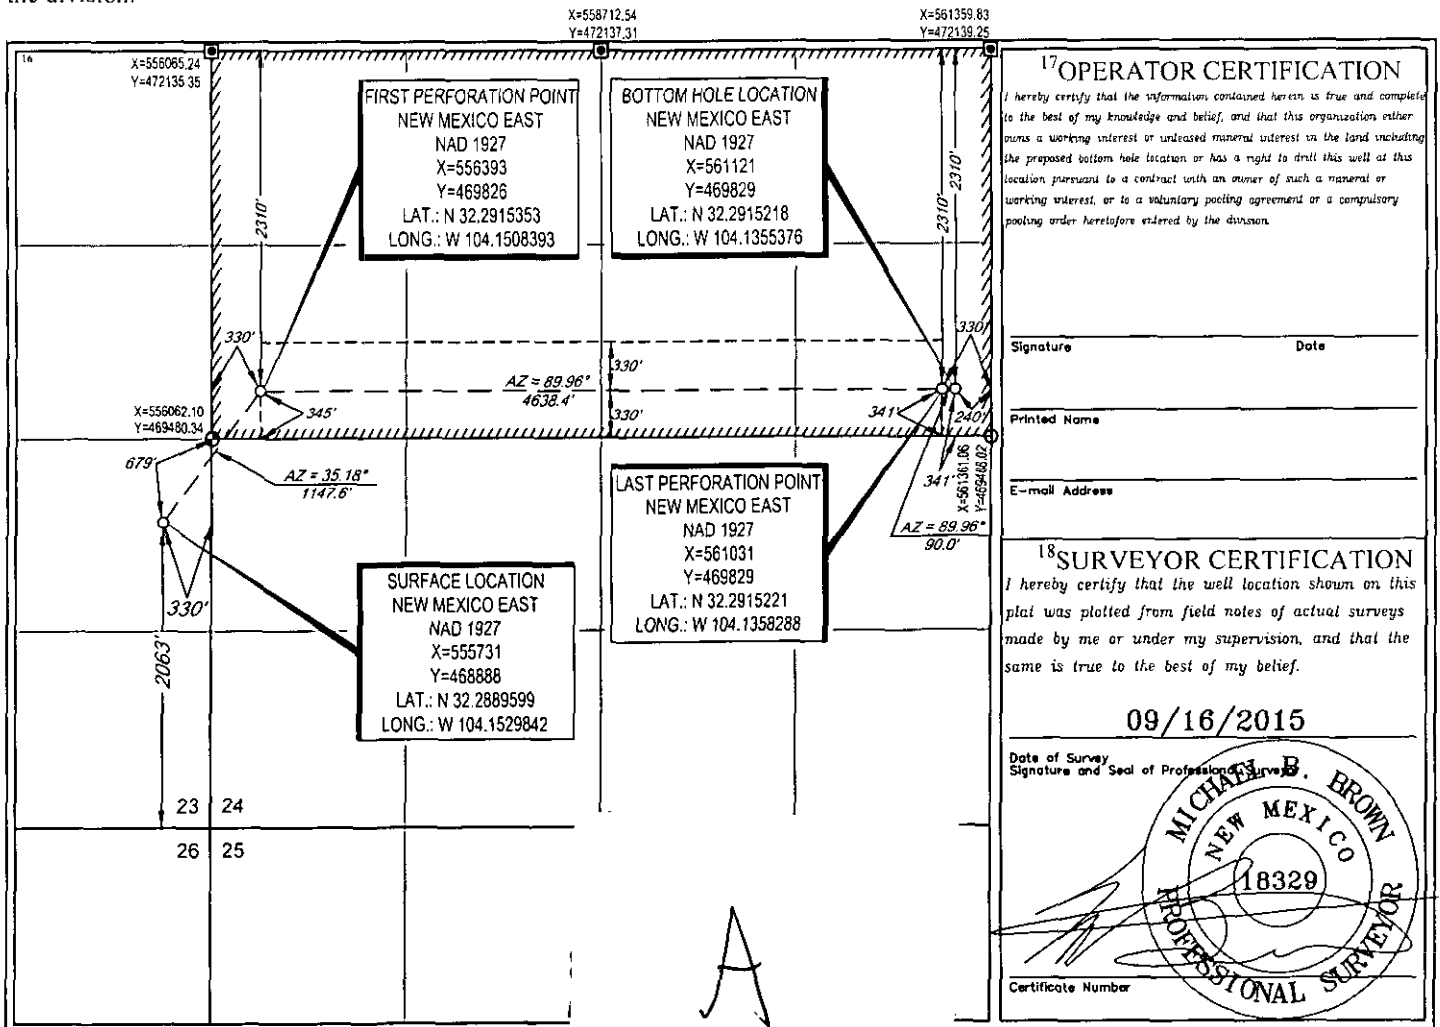 the division.
X=558712.54
Y=472137.31
X=561359.83
Y=472139.25
16
X=556065.24
Y=472135.35
FIRST PERFORATION POINT
NEW MEXICO EAST
NAD 1927
X=556393
Y=469826
LAT.: N 32.2915353
LONG.: W 104.1508393
BOTTOM HOLE LOCATION
NEW MEXICO EAST
NAD 1927
X=561121
Y=469829
LAT.: N 32.2915218
LONG.: W 104.1355376
2310'
2310'
2310'
330'
330'
330'
AZ = 89.96°
4638.4'
330'
345'
341'
240'
X=556062.10
Y=469480.34
679'
AZ = 35.18°
1147.6'
341'
X=561361.06
Y=469488.02
AZ = 89.96°
90.0'
LAST PERFORATION POINT
NEW MEXICO EAST
NAD 1927
X=561031
Y=469829
LAT.: N 32.2915221
LONG.: W 104.1358288
SURFACE LOCATION
NEW MEXICO EAST
NAD 1927
X=555731
Y=468888
LAT.: N 32.2889599
LONG.: W 104.1529842
330'
2063'
23 24
26 25
A
17 OPERATOR CERTIFICATION
I hereby certify that the information contained herein is true and complete
to the best of my knowledge and belief, and that this organization either
owns a working interest or unleased mineral interest in the land including
the proposed bottom hole location or has a right to drill this well at this
location pursuant to a contract with an owner of such a mineral or
working interest, or to a voluntary pooling agreement or a compulsory
pooling order heretofore entered by the division.
Signature Date
Printed Name
E-mail Address
18 SURVEYOR CERTIFICATION
I hereby certify that the well location shown on this
plat was plotted from field notes of actual surveys
made by me or under my supervision, and that the
same is true to the best of my belief.
09/16/2015
Date of Survey
Signature and Seal of Professional Surveyor
MICHAEL B. BROWN
NEW MEXICO
18329
PROFESSIONAL SURVEYOR
Certificate Number